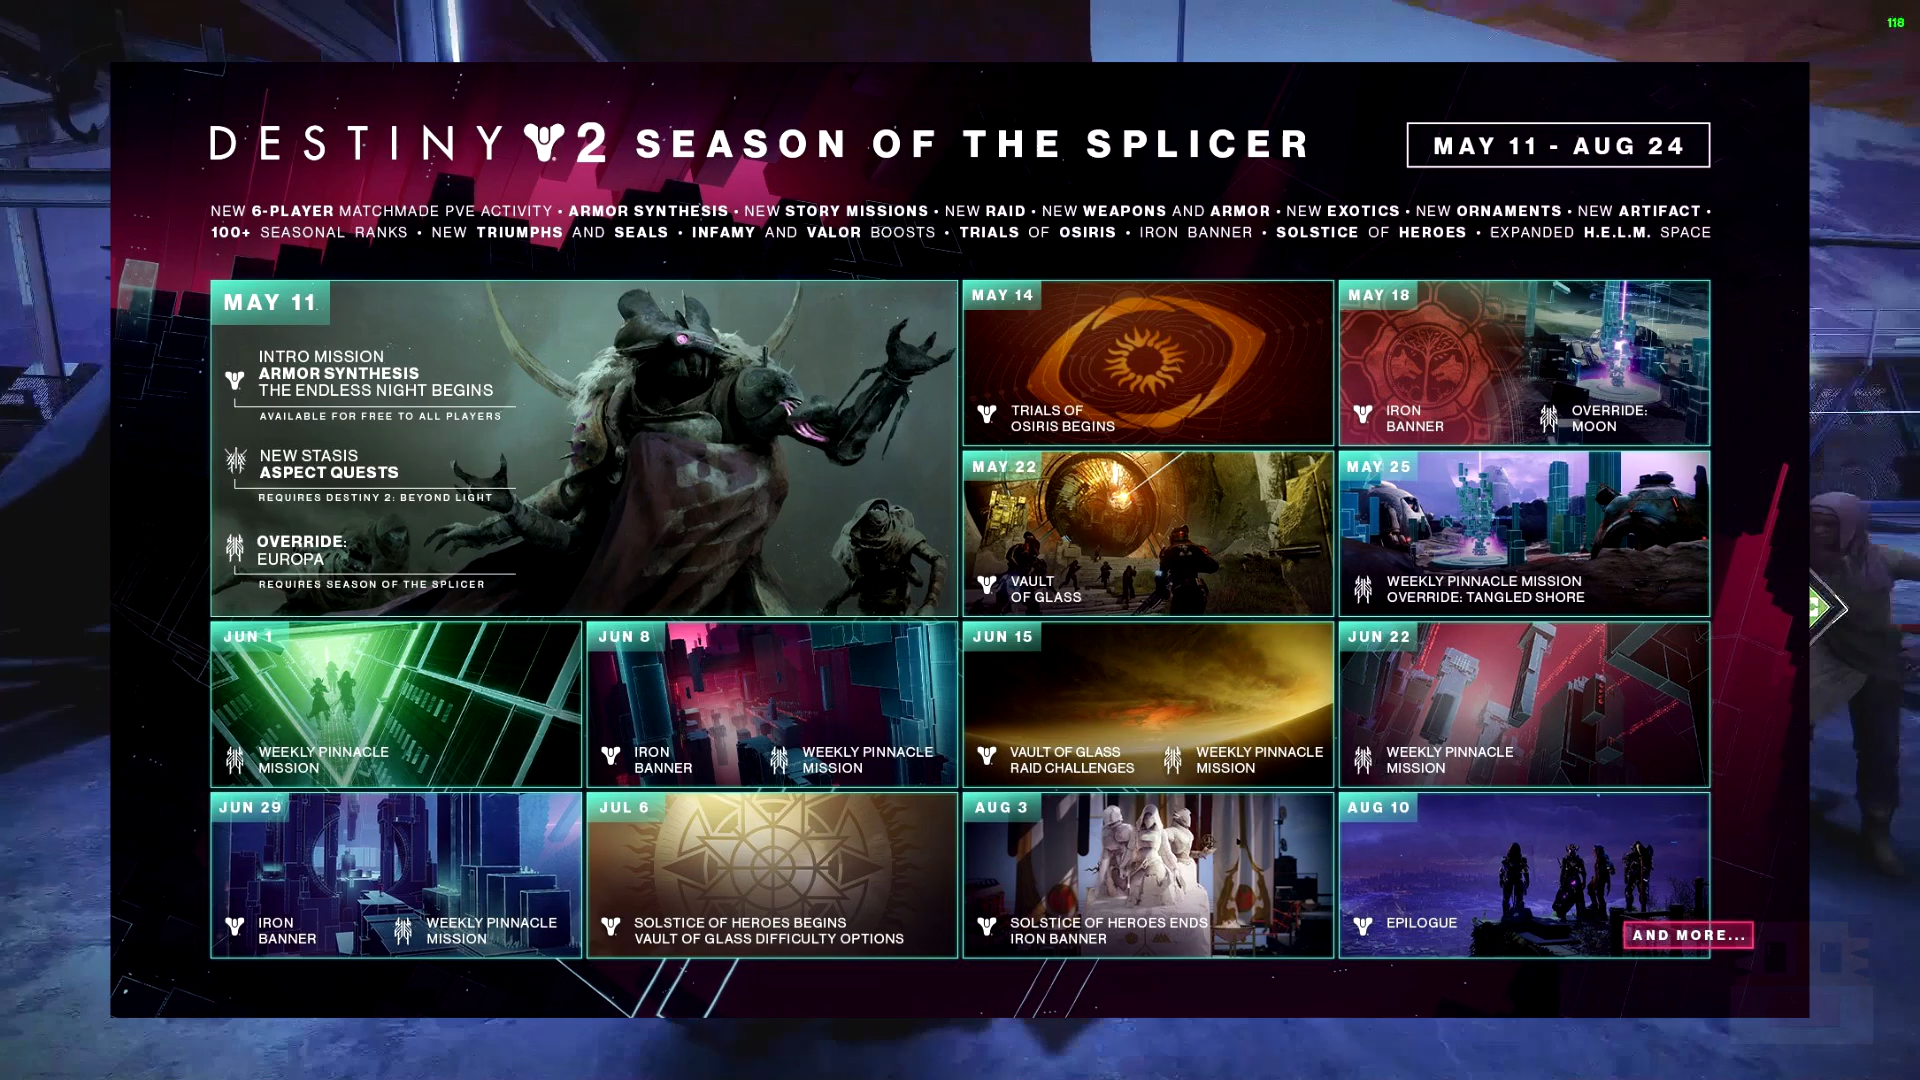 118
DESTINY 2 SEASON OF THE SPLICER
MAY 11 - AUG 24
NEW 6-PLAYER MATCHMADE PVE ACTIVITY • ARMOR SYNTHESIS • NEW STORY MISSIONS • NEW RAID • NEW WEAPONS AND ARMOR • NEW EXOTICS • NEW ORNAMENTS • NEW ARTIFACT •
100+ SEASONAL RANKS • NEW TRIUMPHS AND SEALS • INFAMY AND VALOR BOOSTS • TRIALS OF OSIRIS • IRON BANNER • SOLSTICE OF HEROES • EXPANDED H.E.L.M. SPACE
MAY 11
INTRO MISSION
ARMOR SYNTHESIS
THE ENDLESS NIGHT BEGINS
AVAILABLE FOR FREE TO ALL PLAYERS
NEW STASIS
ASPECT QUESTS
REQUIRES DESTINY 2: BEYOND LIGHT
OVERRIDE:
EUROPA
REQUIRES SEASON OF THE SPLICER
MAY 14
TRIALS OF
OSIRIS BEGINS
MAY 18
IRON
BANNER
OVERRIDE:
MOON
MAY 22
VAULT
OF GLASS
MAY 25
WEEKLY PINNACLE MISSION
OVERRIDE: TANGLED SHORE
JUN 1
WEEKLY PINNACLE
MISSION
JUN 8
IRON
BANNER
WEEKLY PINNACLE
MISSION
JUN 15
VAULT OF GLASS
RAID CHALLENGES
WEEKLY PINNACLE
MISSION
JUN 22
WEEKLY PINNACLE
MISSION
JUN 29
IRON
BANNER
WEEKLY PINNACLE
MISSION
JUL 6
SOLSTICE OF HEROES BEGINS
VAULT OF GLASS DIFFICULTY OPTIONS
AUG 3
SOLSTICE OF HEROES ENDS
IRON BANNER
AUG 10
EPILOGUE
AND MORE...